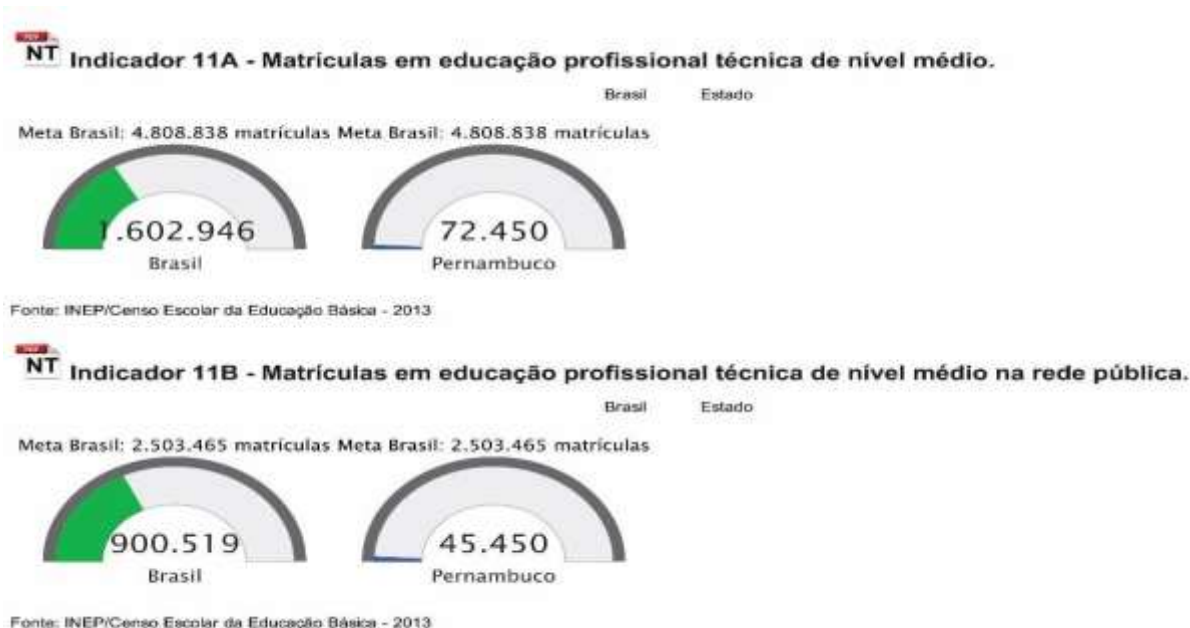 PDF
NT Indicador 11A - Matrículas em educação profissional técnica de nível médio.
Brasil Estado
Meta Brasil: 4.808.838 matrículas Meta Brasil: 4.808.838 matrículas
1.602.946 72.450
Brasil Pernambuco
Fonte: INEP/Censo Escolar da Educação Básica - 2013
PDF
NT Indicador 11B - Matrículas em educação profissional técnica de nível médio na rede pública.
Brasil Estado
Meta Brasil: 2.503.465 matrículas Meta Brasil: 2.503.465 matrículas
900.519 45.450
Brasil Pernambuco
Fonte: INEP/Censo Escolar da Educação Básica - 2013